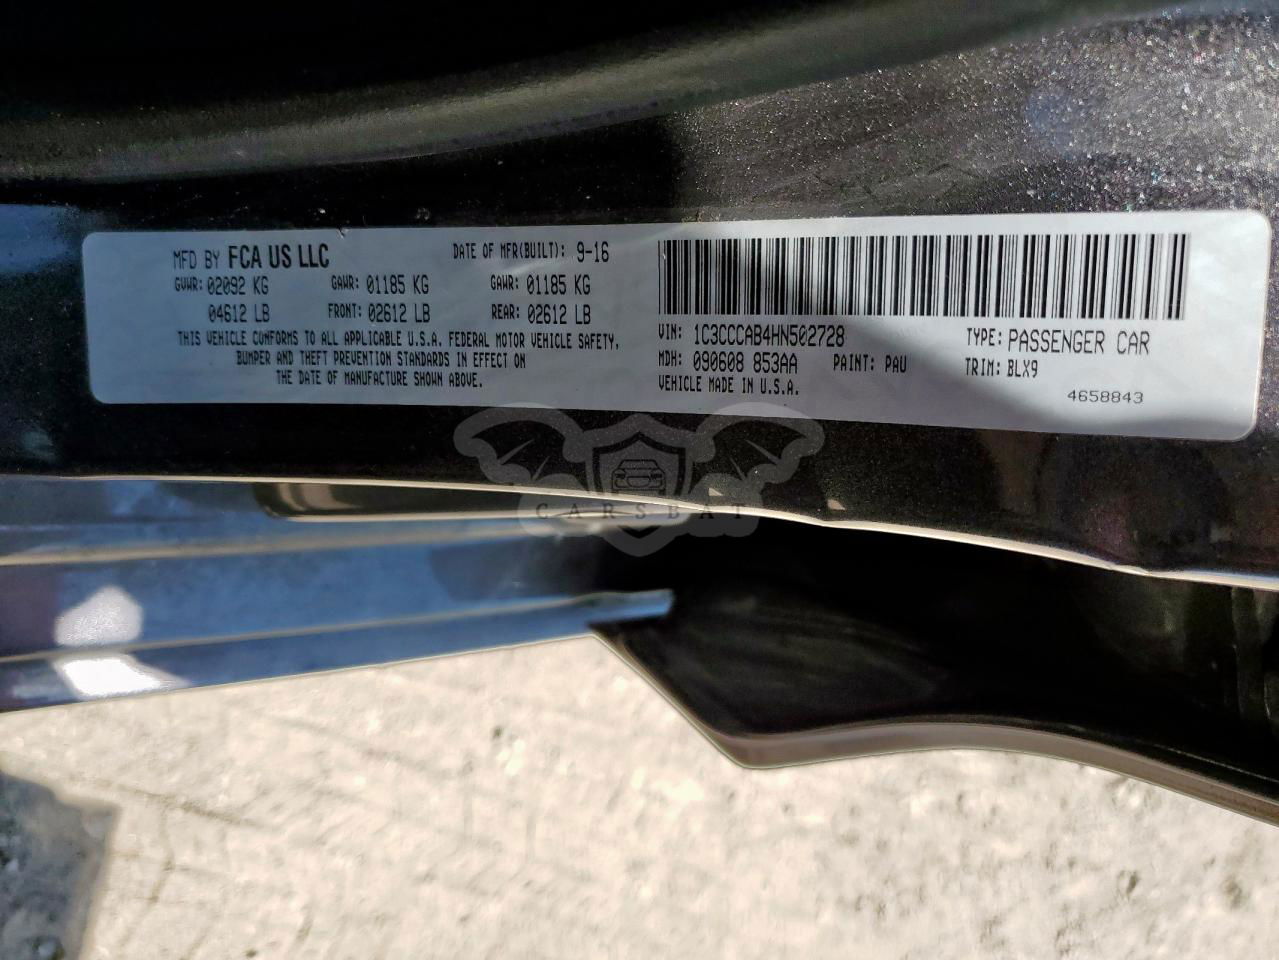 MFD BY FCA US LLC
DATE OF MFR(BUILT): 9-16
GVWR: 02092 KG
GAWR: 01185 KG
GAWR: 01185 KG
04612 LB
FRONT: 02612 LB
REAR: 02612 LB
THIS VEHICLE CONFORMS TO ALL APPLICABLE U.S.A. FEDERAL MOTOR VEHICLE SAFETY,
BUMPER AND THEFT PREVENTION STANDARDS IN EFFECT ON
THE DATE OF MANUFACTURE SHOWN ABOVE.
VIN: 1C3CCCAB4HN502728
TYPE: PASSENGER CAR
MDH: 090608 853AA
PAINT: PAU
TRIM: BLX9
VEHICLE MADE IN U.S.A.
4658843
CARSBAT